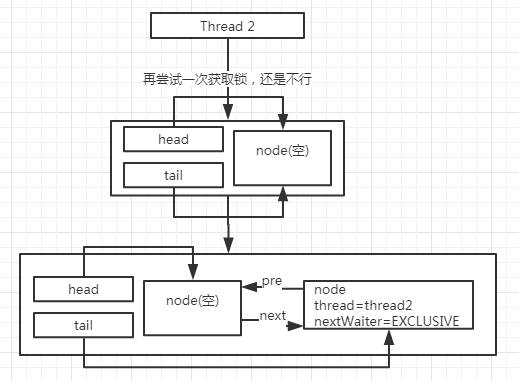 Thread 2
再尝试一次获取锁，还是不行
head
node(空)
tail
head
node(空)
pre
node
thread=thread2
nextWaiter=EXCLUSIVE
tail
next